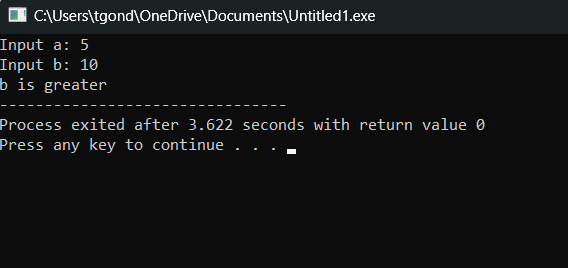 C:\Users\tgond\OneDrive\Documents\Untitled1.exe
Input a: 5
Input b: 10
b is greater
--------------------------------
Process exited after 3.622 seconds with return value 0
Press any key to continue . . .